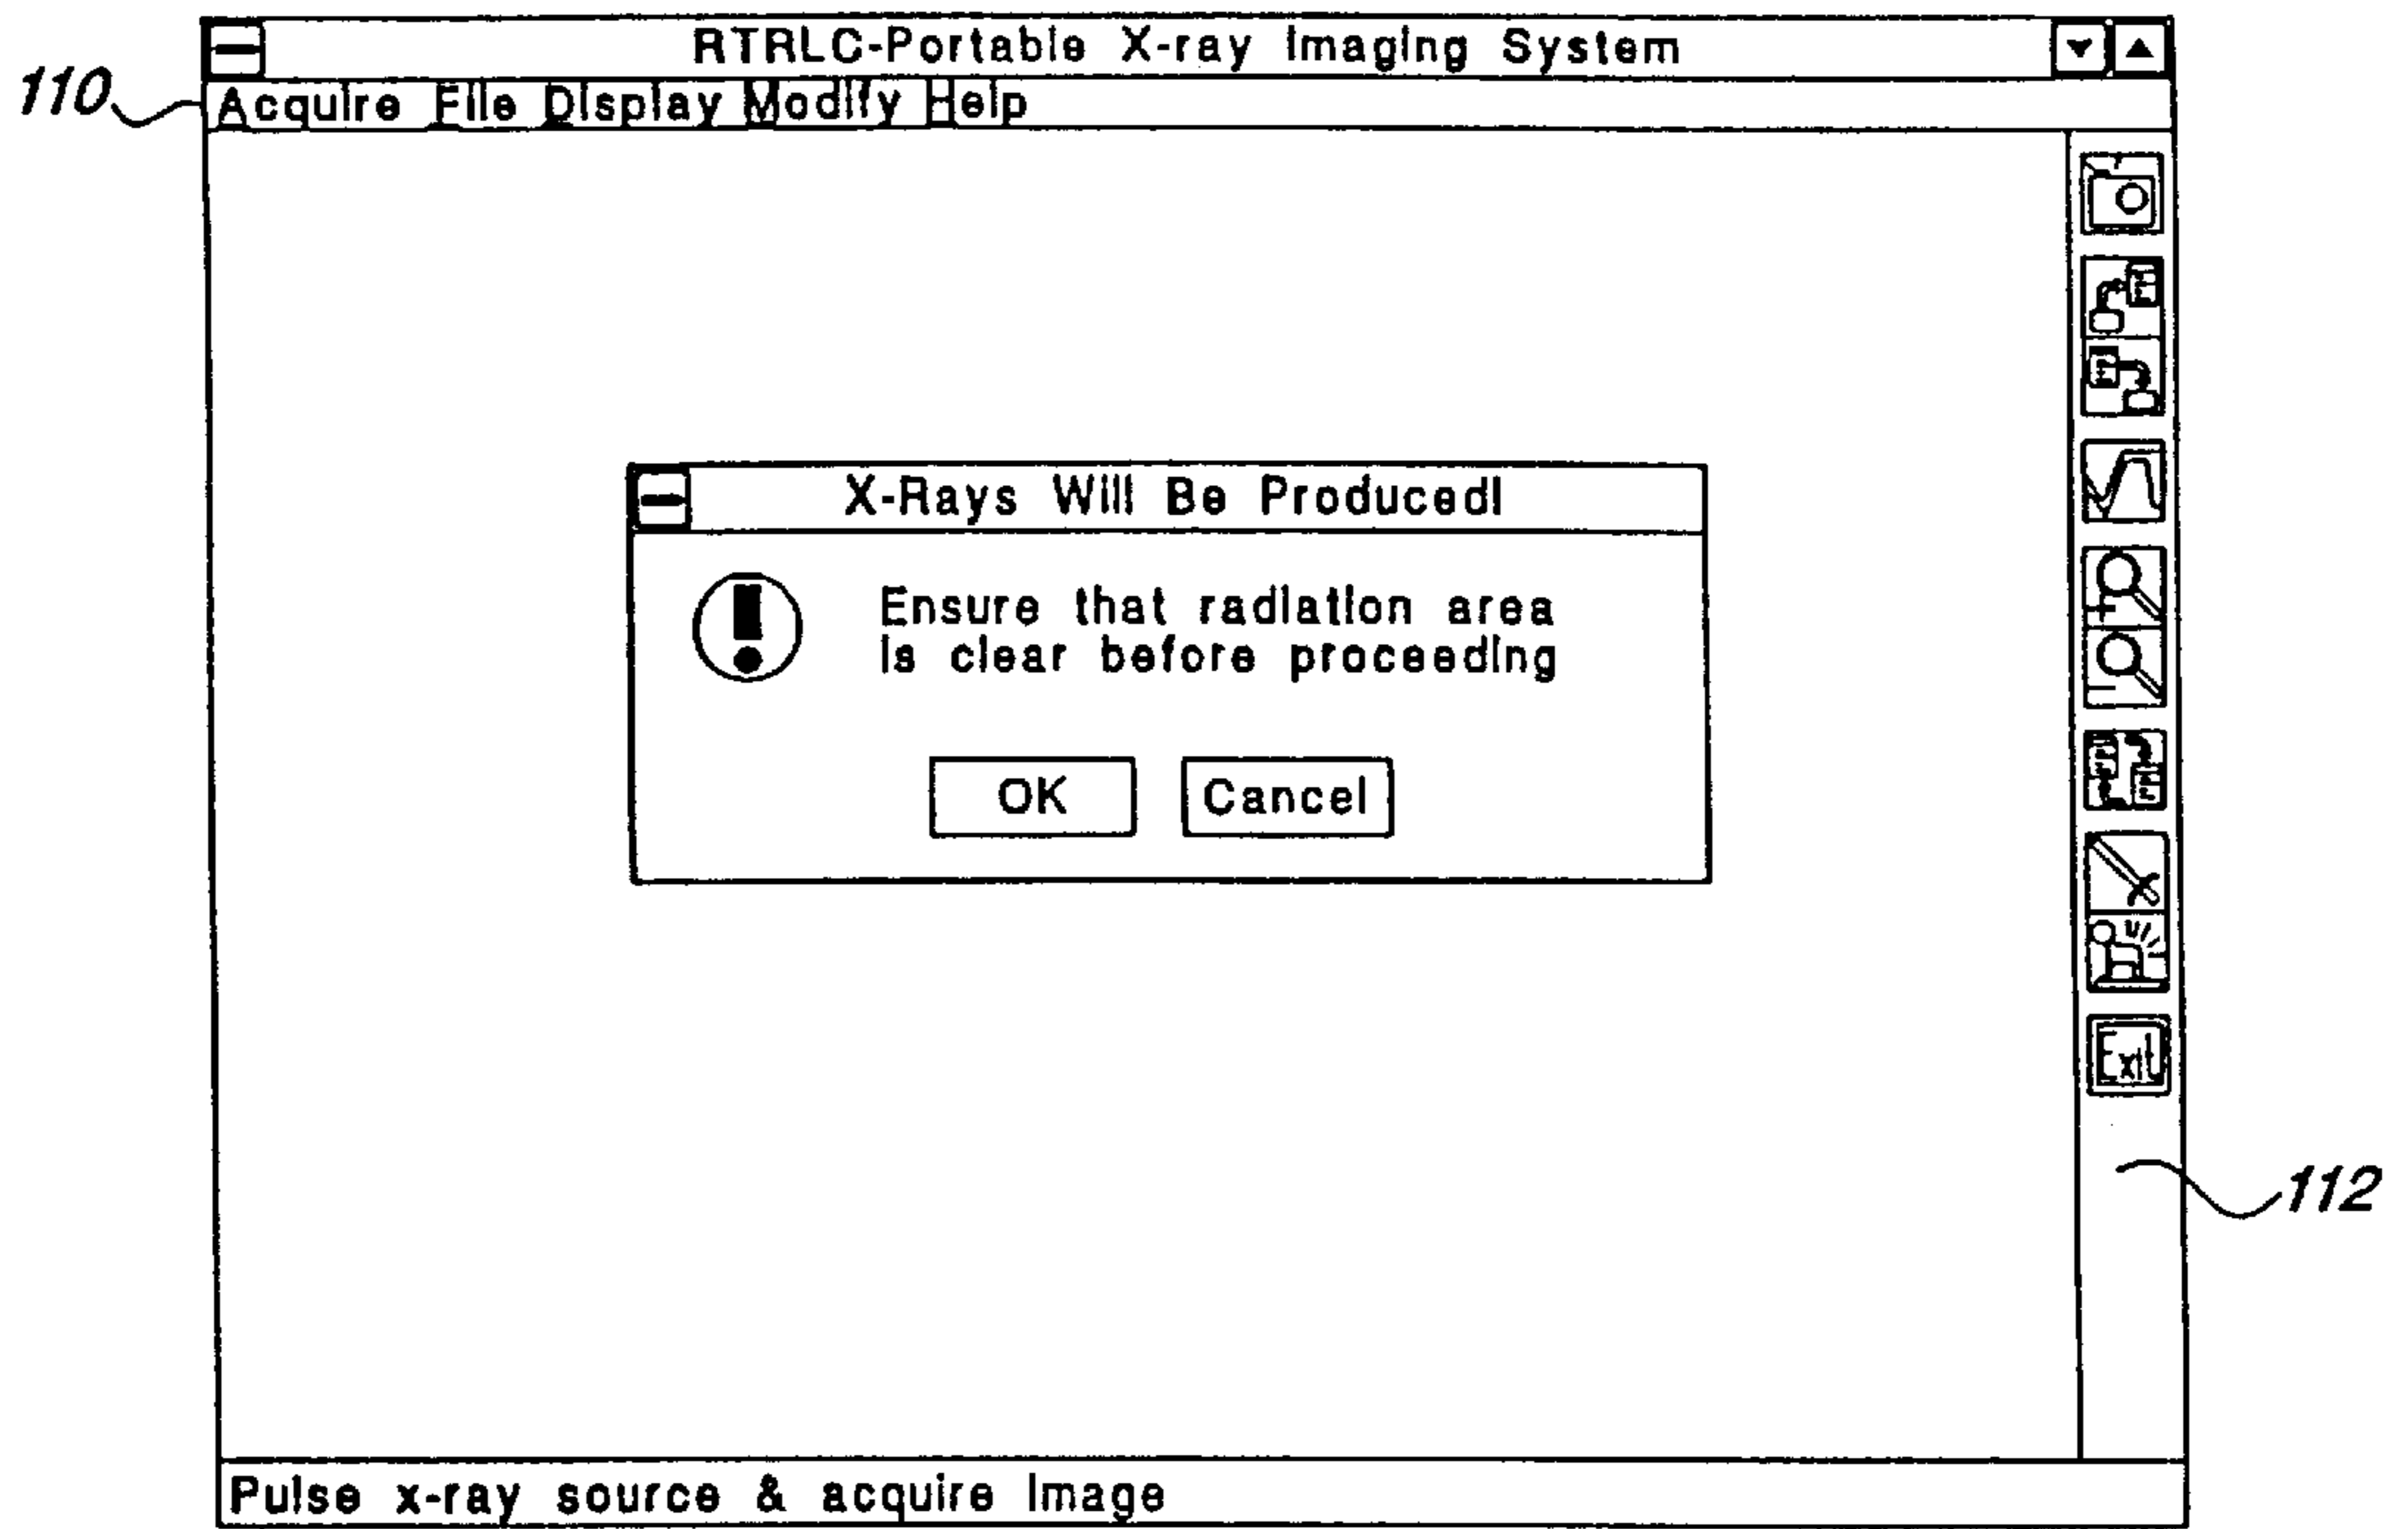 RTRLC-Portable X-ray Imaging System
110
Acquire File Display Modify Help
X-Rays Will Be Produced!
Ensure that radiation area
is clear before proceeding
OK Cancel
Exit
112
Pulse x-ray source & acquire Image